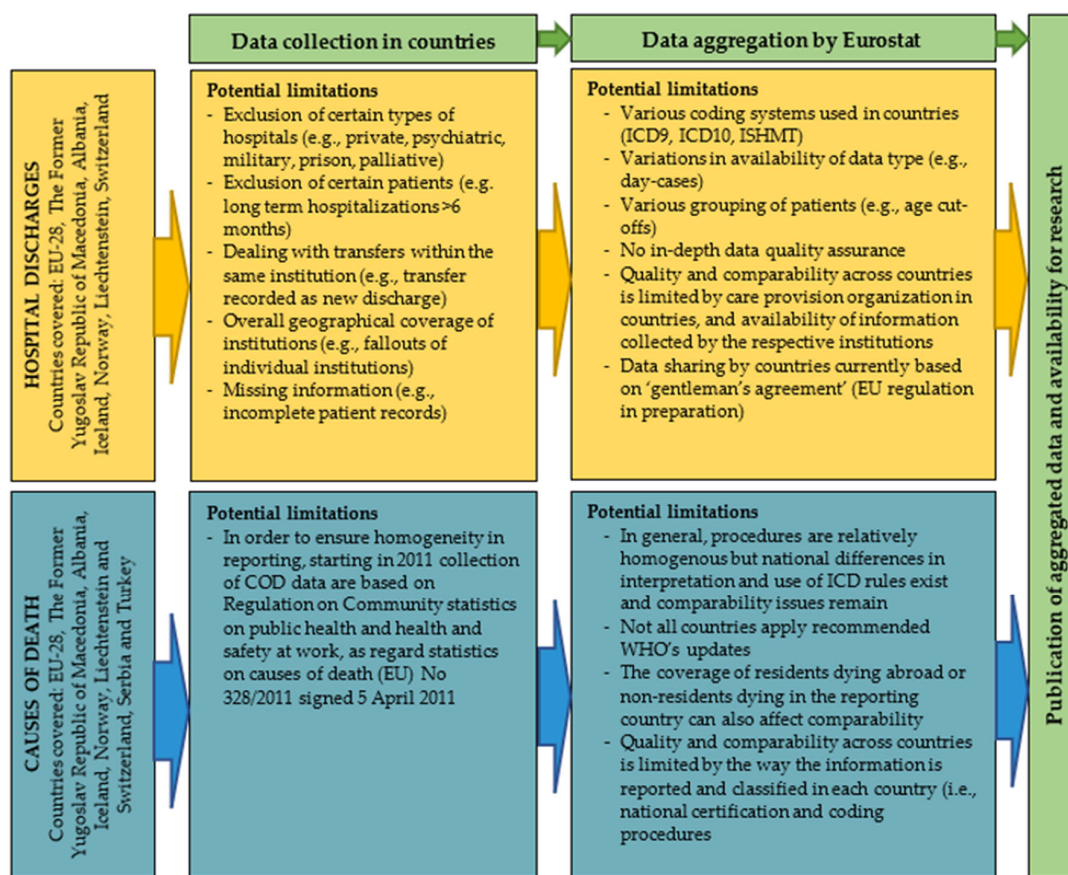 Data collection in countries
Data aggregation by Eurostat
HOSPITAL DISCHARGES
Countries covered: EU-28, The Former
Yugoslav Republic of Macedonia, Albania,
Iceland, Norway, Liechtenstein, Switzerland
Potential limitations
- Exclusion of certain types of
hospitals (e.g., private, psychiatric,
military, prison, palliative)
- Exclusion of certain patients (e.g.
long term hospitalizations >6
months)
- Dealing with transfers within the
same institution (e.g., transfer
recorded as new discharge)
- Overall geographical coverage of
institutions (e.g., fallouts of
individual institutions)
- Missing information (e.g.,
incomplete patient records)
Potential limitations
- Various coding systems used in countries
(ICD9, ICD10, ISHMT)
- Variations in availability of data type (e.g.,
day-cases)
- Various grouping of patients (e.g., age cut-
offs)
- No in-depth data quality assurance
- Quality and comparability across countries
is limited by care provision organization in
countries, and availability of information
collected by the respective institutions
- Data sharing by countries currently based
on ‘gentleman’s agreement’ (EU regulation
in preparation)
CAUSES OF DEATH
Countries covered: EU-28, The Former
Yugoslav Republic of Macedonia, Albania,
Iceland, Norway, Liechtenstein and
Switzerland, Serbia and Turkey
Potential limitations
- In order to ensure homogeneity in
reporting, starting in 2011 collection
of COD data are based on
Regulation on Community statistics
on public health and health and
safety at work, as regard statistics
on causes of death (EU) No
328/2011 signed 5 April 2011
Potential limitations
- In general, procedures are relatively
homogenous but national differences in
interpretation and use of ICD rules exist
and comparability issues remain
- Not all countries apply recommended
WHO’s updates
- The coverage of residents dying abroad or
non-residents dying in the reporting
country can also affect comparability
- Quality and comparability across countries
is limited by the way the information is
reported and classified in each country (i.e.,
national certification and coding
procedures
Publication of aggregated data and availability for research